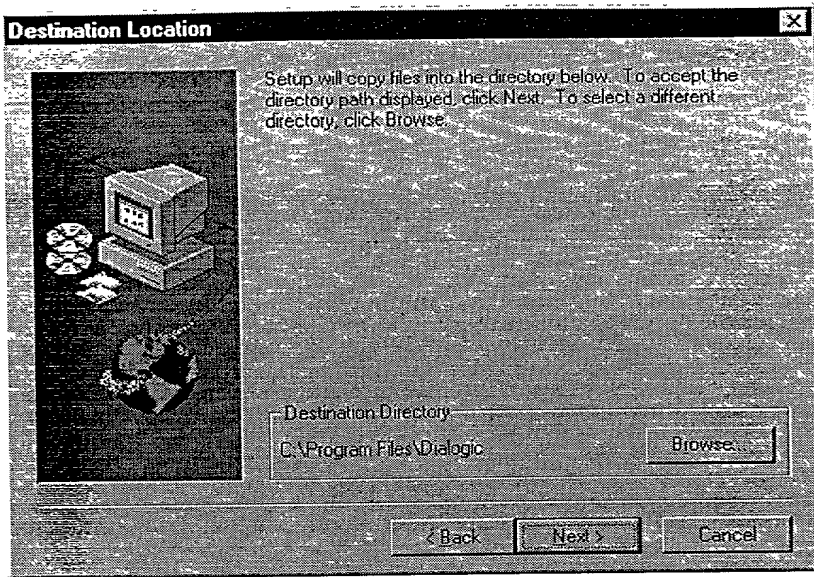 Destination Location
Setup will copy files into the directory below. To accept the
directory path displayed, click Next. To select a different
directory, click Browse.
Destination Directory
C:\Program Files\Dialogic
Browse...
< Back
Next >
Cancel